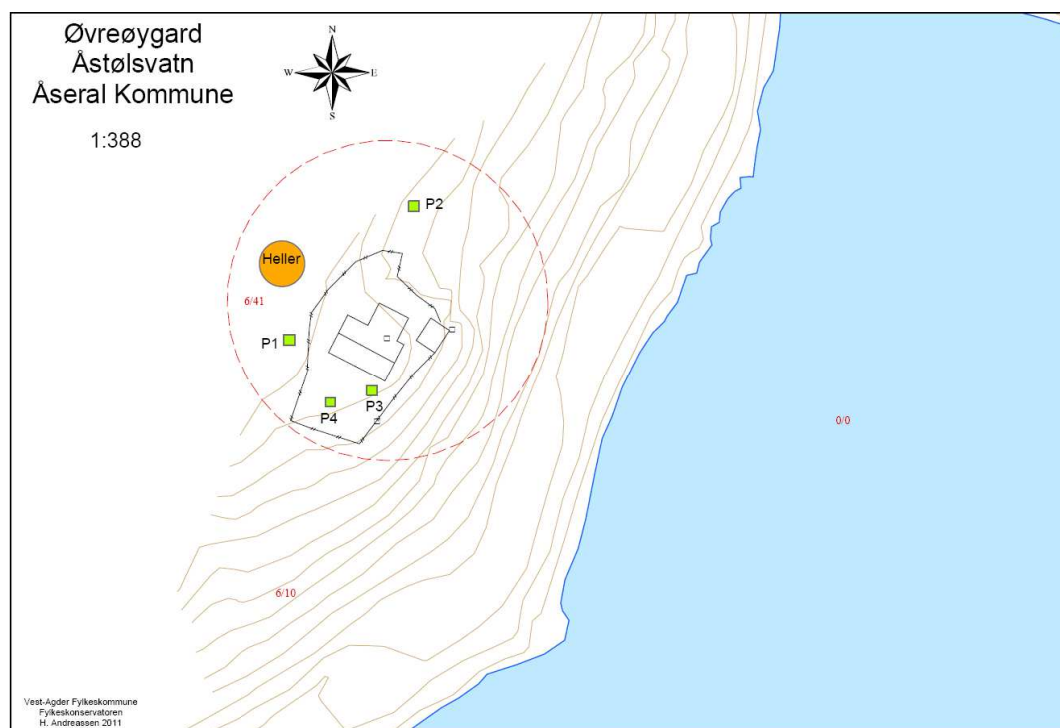 Øvreøygard
Åstølsvatn
Åseral Kommune
1:388
N
W E
S
P2
Heller
6/41
P1
P4
P3
0/0
6/10
Vest-Agder Fylkeskommune
Fylkeskonservatoren
H. Andreassen 2011